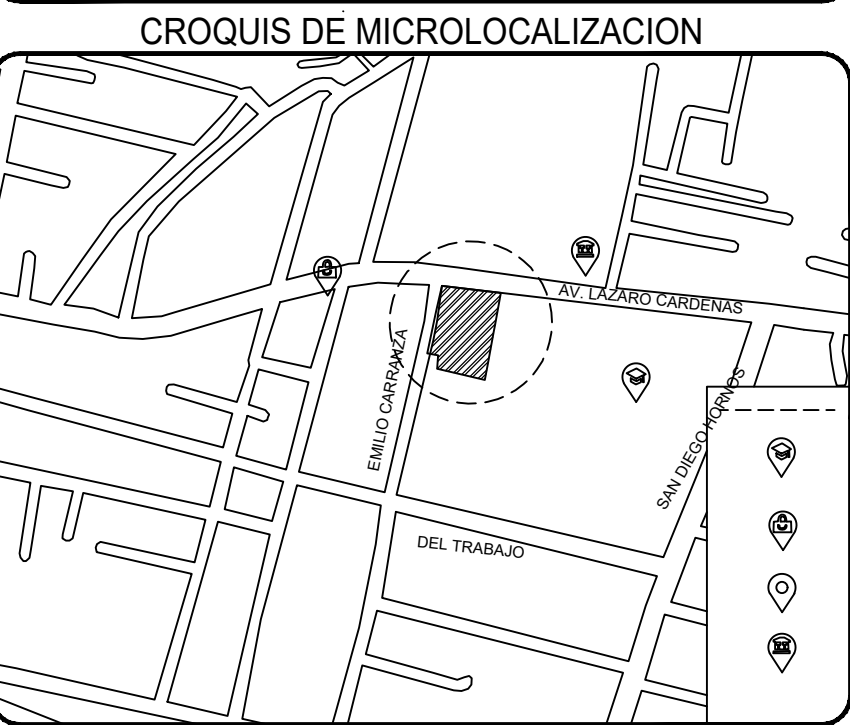 CROQUIS DE MICROLOCALIZACION
AV. LAZARO CARDENAS
EMILIO CARRANZA
SAN DIEGO HORNOS
DEL TRABAJO